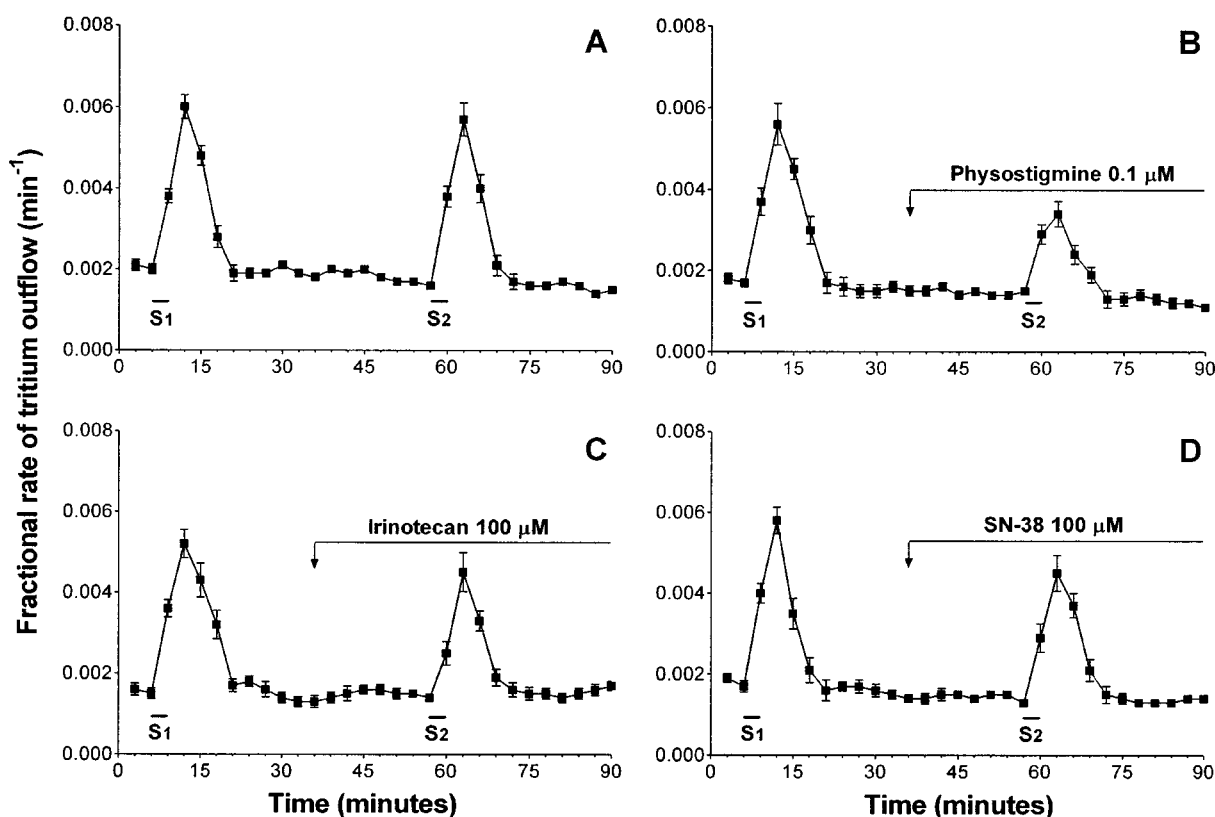 Fractional rate of tritium outflow (min⁻¹)
A
0.008
0.006
0.004
0.002
0.000
S1
S2
0 15 30 45 60 75 90
B
0.008
0.006
0.004
0.002
0.000
Physostigmine 0.1 µM
S1
S2
0 15 30 45 60 75 90
C
0.008
0.006
0.004
0.002
0.000
Irinotecan 100 µM
S1
S2
0 15 30 45 60 75 90
Time (minutes)
D
0.008
0.006
0.004
0.002
0.000
SN-38 100 µM
S1
S2
0 15 30 45 60 75 90
Time (minutes)